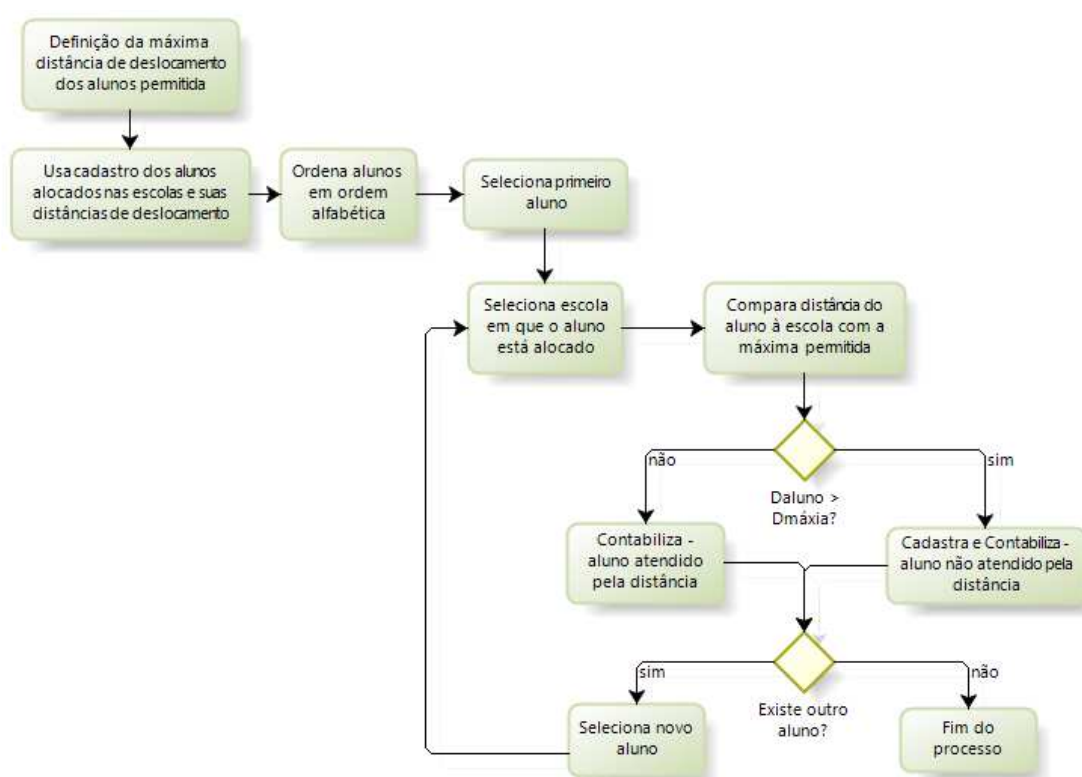 Definição da máxima
distância de deslocamento
dos alunos permitida
Usa cadastro dos alunos
alocados nas escolas e suas
distâncias de deslocamento
Ordena alunos
em ordem
alfabética
Seleciona primeiro
aluno
Seleciona escola
em que o aluno
está alocado
Compara distância do
aluno à escola com a
máxima permitida
não
sim
Daluno >
Dmáxia?
Contabiliza -
aluno atendido
pela distância
Cadastra e Contabiliza -
aluno não atendido pela
distância
sim
não
Existe outro
aluno?
Seleciona novo
aluno
Fim do
processo